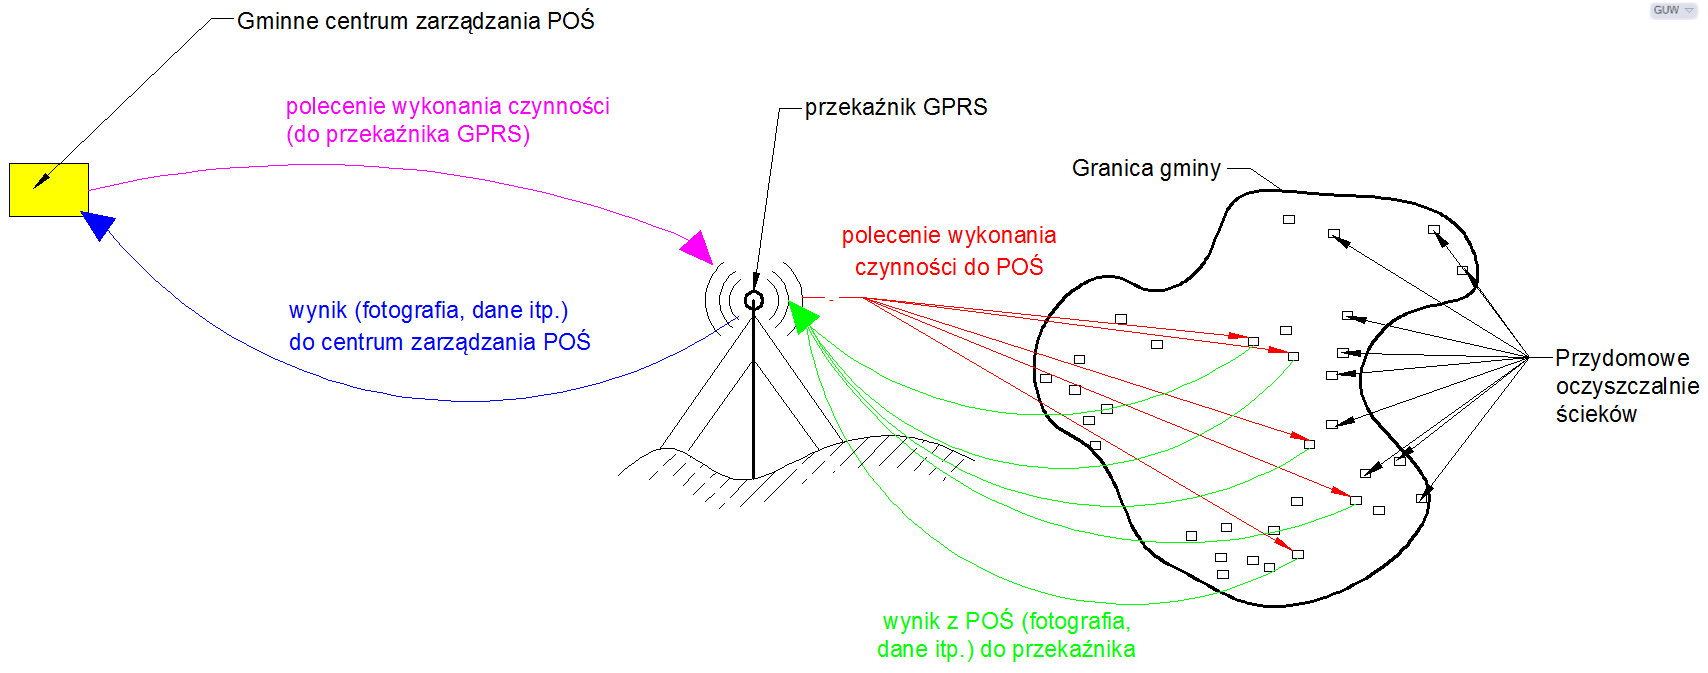 GUW
Gminne centrum zarządzania POŚ
polecenie wykonania czynności
(do przekaźnika GPRS)
przekaźnik GPRS
Granica gminy
polecenie wykonania
czynności do POŚ
wynik (fotografia, dane itp.)
do centrum zarządzania POŚ
Przydomowe
oczyszczalnie
ścieków
wynik z POŚ (fotografia,
dane itp.) do przekaźnika